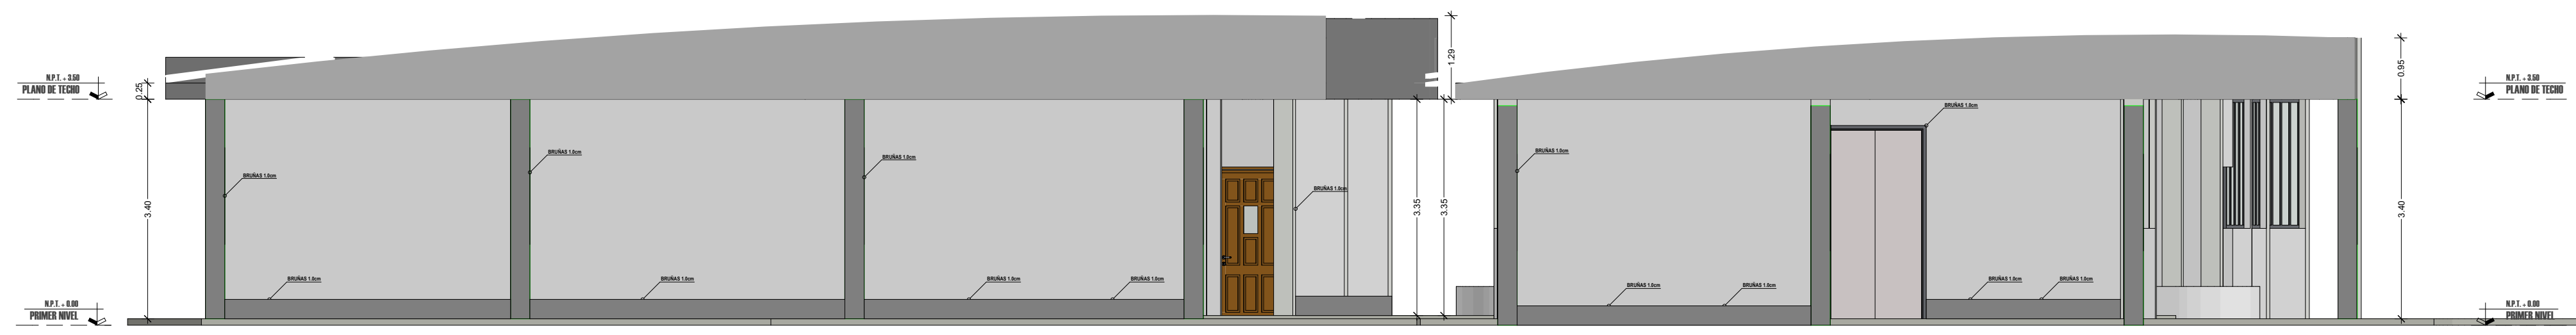 N.P.T. + 3.50
PLANO DE TECHO
0.25
3.40
N.P.T. + 0.00
PRIMER NIVEL
BRUÑAS 1.0cm
BRUÑAS 1.0cm
BRUÑAS 1.0cm
BRUÑAS 1.0cm
BRUÑAS 1.0cm
BRUÑAS 1.0cm
BRUÑAS 1.0cm
BRUÑAS 1.0cm
1.29
3.35
3.35
BRUÑAS 1.0cm
BRUÑAS 1.0cm
BRUÑAS 1.0cm
BRUÑAS 1.0cm
BRUÑAS 1.0cm
BRUÑAS 1.0cm
0.95
3.40
N.P.T. + 3.50
PLANO DE TECHO
N.P.T. + 0.00
PRIMER NIVEL